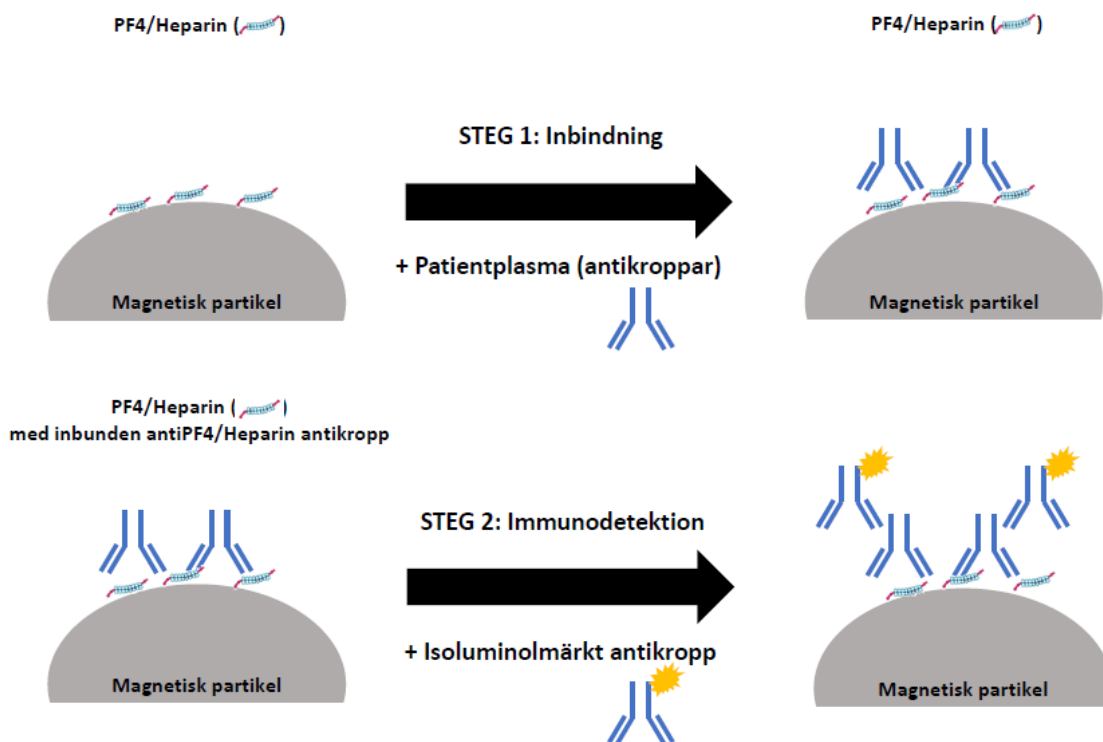 PF4/Heparin ( )
PF4/Heparin ( )
STEG 1: Inbindning
+ Patientplasma (antikroppar)
Magnetisk partikel
Magnetisk partikel
PF4/Heparin ( )
med inbunden antiPF4/Heparin antikropp
STEG 2: Immunodetektion
+ Isoluminolmärkt antikropp
Magnetisk partikel
Magnetisk partikel